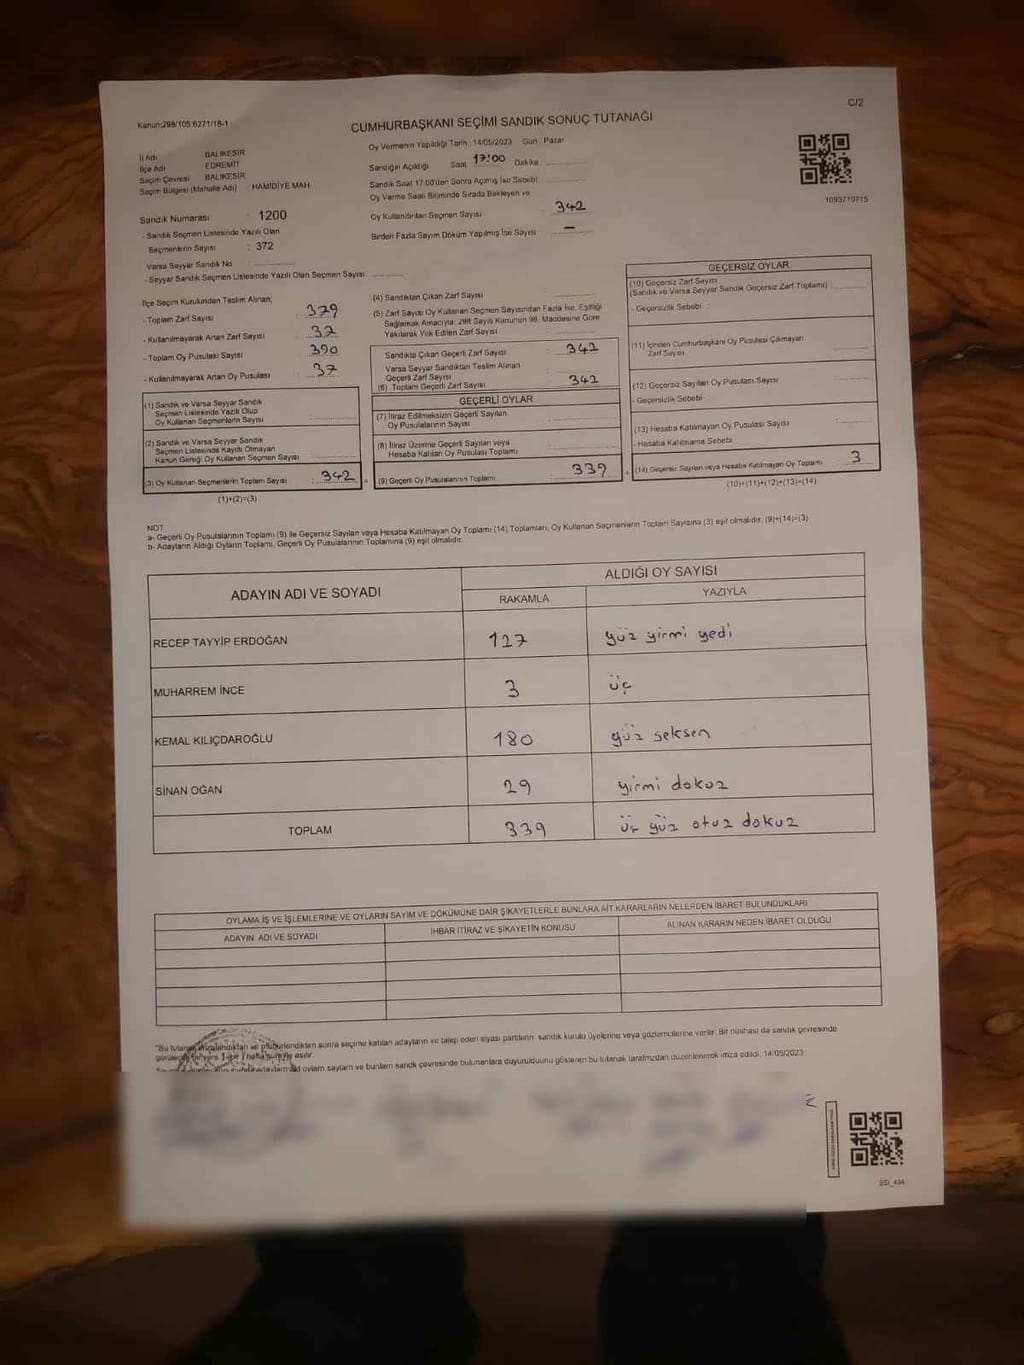 Kanun:298/105:6271/18-1
C/2
CUMHURBAŞKANI SEÇİMİ SANDIK SONUÇ TUTANAĞI
İl Adı BALIKESİR
İlçe Adı EDREMİT
Seçim Çevresi BALIKESİR
Seçim Bölgesi (Mahalle Adı) HAMİDİYE MAH
Sandık Numarası : 1200
- Sandık Seçmen Listesinde Yazılı Olan
Seçmenlerin Sayısı : 372
Varsa Seyyar Sandık No
- Seyyar Sandık Seçmen Listesinde Yazılı Olan Seçmen Sayısı :
Oy Vermenin Yapıldığı Tarih : 14/05/2023 Gün : Pazar
Sandığın Açıldığı Saat 17:00 Dakika :
Sandık Saat 17.00'den Sonra Açılmış İse Sebebi
Oy Verme Saati Bitiminde Sırada Bekleyen ve
Oy Kullandırılan Seçmen Sayısı : 342
Birden Fazla Sayım Döküm Yapılmış İse Sayısı : —
1093710715
İlçe Seçim Kurulundan Teslim Alınan;
- Toplam Zarf Sayısı : 379
- Kullanılmayarak Artan Zarf Sayısı : 37
- Toplam Oy Pusulası Sayısı : 390
- Kullanılmayarak Artan Oy Pusulası : 37
(1) Sandık ve Varsa Seyyar Sandık
Seçmen Listesinde Yazılı Olup
Oy Kullanan Seçmenlerin Sayısı :
(2) Sandık ve Varsa Seyyar Sandık
Seçmen Listesinde Kayıtlı Olmayan
Kanun Gereği Oy Kullanan Seçmen Sayısı :
(3) Oy Kullanan Seçmenlerin Toplam Sayısı : 342
(1)+(2)=(3)
(4) Sandıktan Çıkan Zarf Sayısı
(5) Zarf Sayısı Oy Kullanan Seçmen Sayısından Fazla İse, Eşitliği
Sağlamak Amacıyla; 298 Sayılı Kanunun 98. Maddesine Göre
Yakılarak Yok Edilen Zarf Sayısı :
Sandıkta Çıkan Geçerli Zarf Sayısı : 342
Varsa Seyyar Sandıktan Teslim Alınan
Geçerli Zarf Sayısı
(6) Toplam Geçerli Zarf Sayısı : 342
GEÇERLİ OYLAR
(7) İtiraz Edilmeksizin Geçerli Sayılan
Oy Pusulalarının Sayısı :
(8) İtiraz Üzerine Geçerli Sayılan veya
Hesaba Katılan Oy Pusulası Toplamı :
(9) Geçerli Oy Pusulalarının Toplamı : 339
GEÇERSİZ OYLAR
(10) Geçersiz Zarf Sayısı
(Sandık ve Varsa Seyyar Sandık Geçersiz Zarf Toplamı) :
- Geçersizlik Sebebi :
(11) İçinden Cumhurbaşkanı Oy Pusulası Çıkmayan
Zarf Sayısı :
(12) Geçersiz Sayılan Oy Pusulası Sayısı :
- Geçersizlik Sebebi
(13) Hesaba Katılmayan Oy Pusulası Sayısı :
- Hesaba Katılmama Sebebi
(14) Geçersiz Sayılan veya Hesaba Katılmayan Oy Toplamı : 3
(10)+(11)+(12)+(13)=(14)
NOT
a- Geçerli Oy Pusulalarının Toplamı (9) ile Geçersiz Sayılan veya Hesaba Katılmayan Oy Toplamı (14) Toplamları, Oy Kullanan Seçmenlerin Toplam Sayısına (3) eşit olmalıdır. (9)+(14)=(3)
b- Adayların Aldığı Oyların Toplamı, Geçerli Oy Pusulalarının Toplamına (9) eşit olmalıdır.
ADAYIN ADI VE SOYADI ALDIĞI OY SAYISI
RAKAMLA YAZIYLA
RECEP TAYYİP ERDOĞAN 127 yüz yirmi yedi
MUHARREM İNCE 3 üç
KEMAL KILIÇDAROĞLU 180 yüz seksen
SİNAN OĞAN 29 yirmi dokuz
TOPLAM 339 üç yüz otuz dokuz
OYLAMA İŞ VE İŞLEMLERİNE VE OYLARIN SAYIM VE DÖKÜMÜNE DAİR ŞİKAYETLERLE BUNLARA AİT KARARLARIN NELERDEN İBARET BULUNDUKLARI
ADAYIN ADI VE SOYADI İHBAR İTİRAZ VE ŞİKAYETİN KONUSU ALINAN KARARIN NEDEN İBARET OLDUĞU
"Bu tutanak sonra seçime katılan adayların ve talep eden siyasi partilerin sandık kurulu üyelerine veya gözlemcilerine verilir. Bir nüshası da sandık çevresinde
hafta süreyle asılır.
oyların sayların ve bunların sandık çevresinde bulunanlara duyurulduğunu gösteren bu tutanak tarafımızdan düzenlenerek imza edildi. 14/05/2023
SSI_404